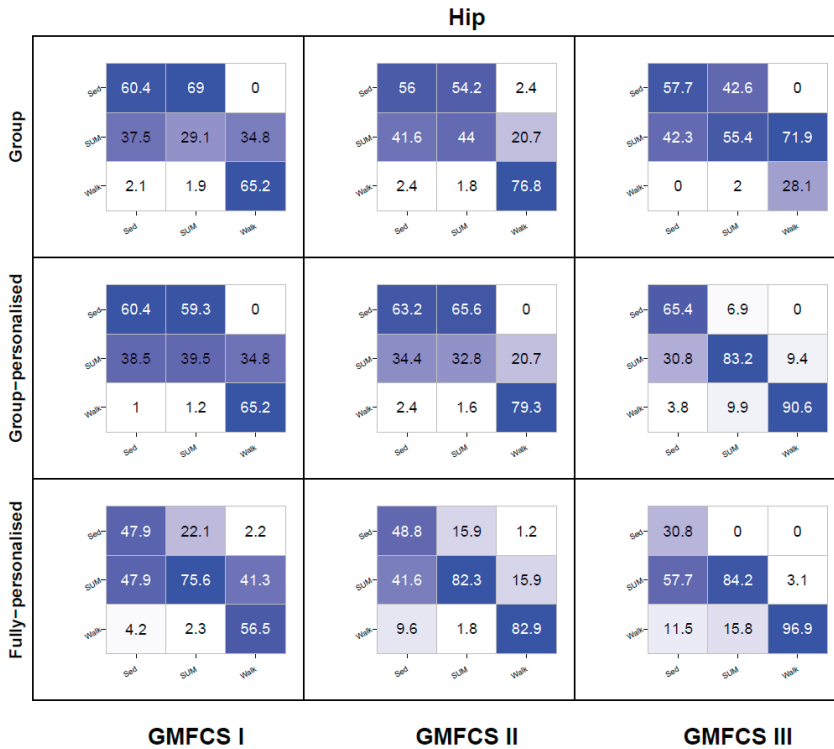 Hip
Group
Sed 60.4 69 0
SUM 37.5 29.1 34.8
Walk 2.1 1.9 65.2
Sed SUM Walk
Sed 56 54.2 2.4
SUM 41.6 44 20.7
Walk 2.4 1.8 76.8
Sed SUM Walk
Sed 57.7 42.6 0
SUM 42.3 55.4 71.9
Walk 0 2 28.1
Sed SUM Walk
Group-personalised
Sed 60.4 59.3 0
SUM 38.5 39.5 34.8
Walk 1 1.2 65.2
Sed SUM Walk
Sed 63.2 65.6 0
SUM 34.4 32.8 20.7
Walk 2.4 1.6 79.3
Sed SUM Walk
Sed 65.4 6.9 0
SUM 30.8 83.2 9.4
Walk 3.8 9.9 90.6
Sed SUM Walk
Fully-personalised
Sed 47.9 22.1 2.2
SUM 47.9 75.6 41.3
Walk 4.2 2.3 56.5
Sed SUM Walk
Sed 48.8 15.9 1.2
SUM 41.6 82.3 15.9
Walk 9.6 1.8 82.9
Sed SUM Walk
Sed 30.8 0 0
SUM 57.7 84.2 3.1
Walk 11.5 15.8 96.9
Sed SUM Walk
GMFCS I GMFCS II GMFCS III